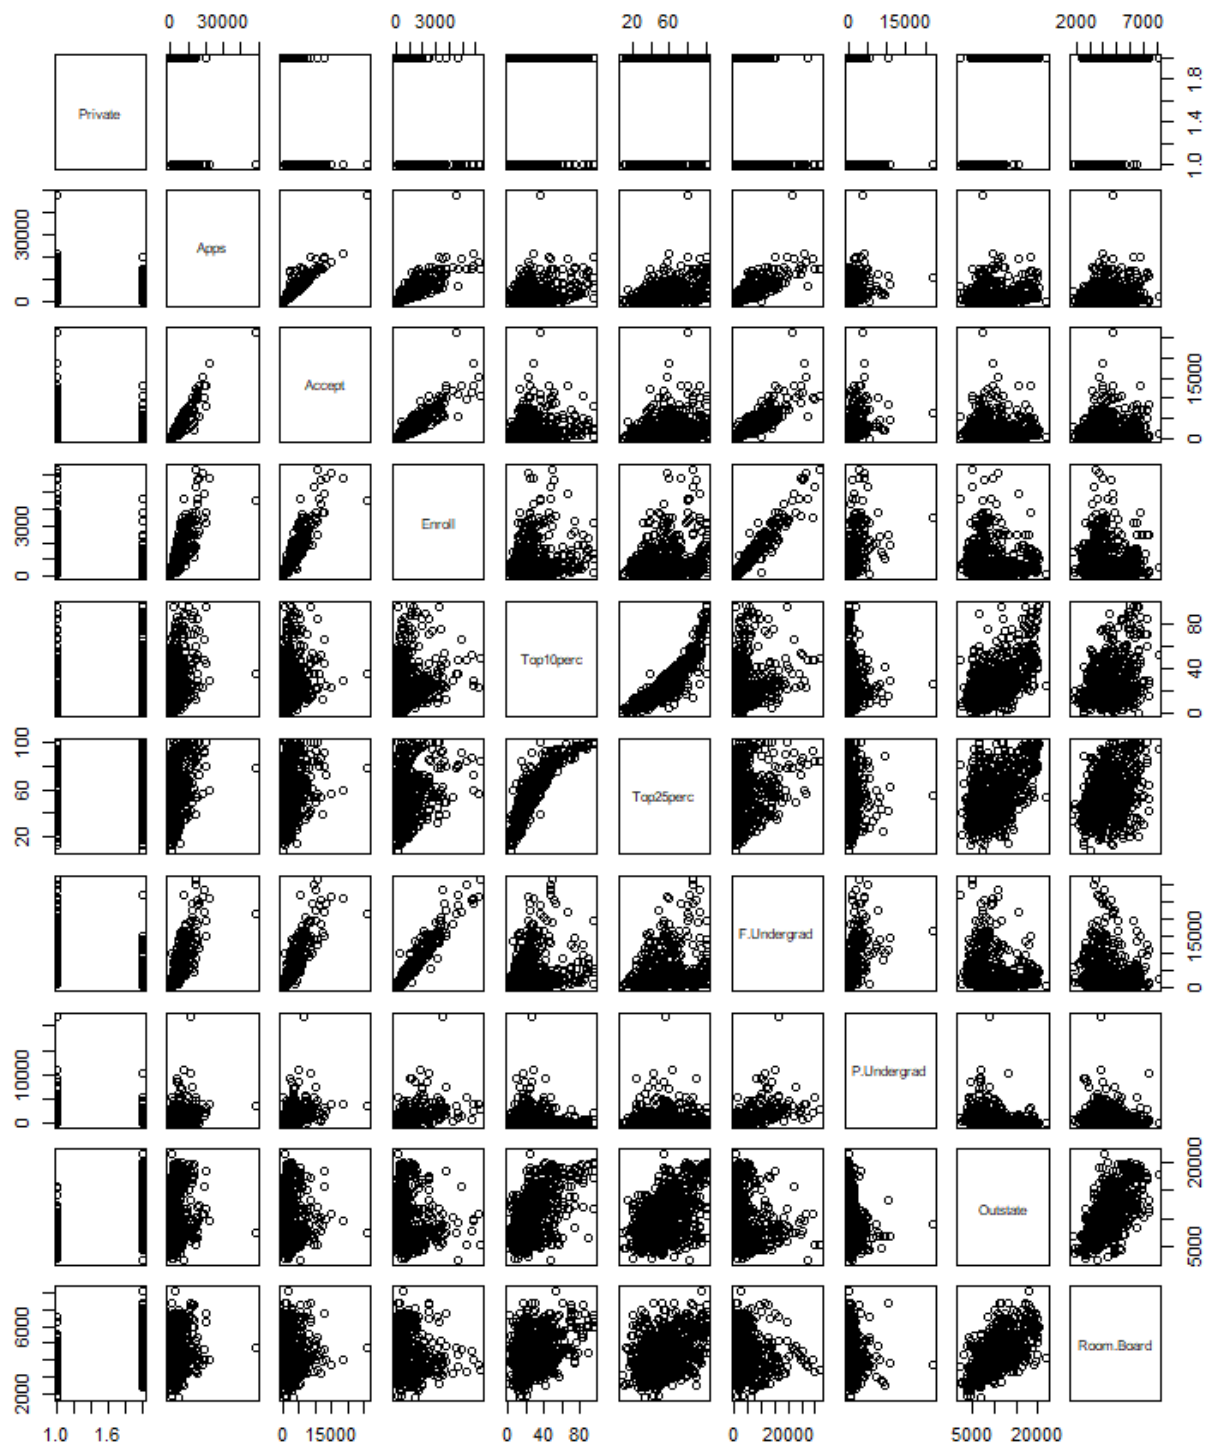 0 30000 0 3000 20 60 0 15000 2000 7000
Private 1.0 1.4 1.8
0 30000 Apps
Accept 0 15000
0 3000 Enroll
Top10perc 0 40 80
20 60 100 Top25perc
F.Undergrad 0 15000
0 10000 P.Undergrad
Outstate 5000 20000
2000 6000 Room.Board
1.0 1.6 0 15000 0 40 80 0 20000 5000 20000